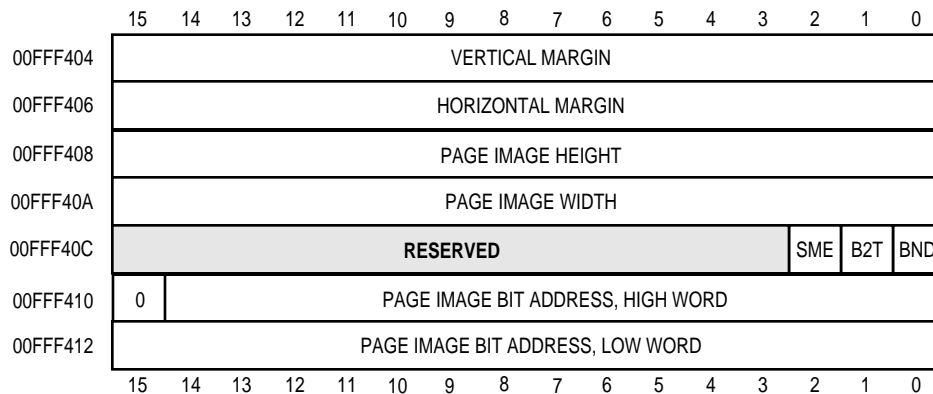 15 14 13 12 11 10 9 8 7 6 5 4 3 2 1 0
00FFF404 VERTICAL MARGIN
00FFF406 HORIZONTAL MARGIN
00FFF408 PAGE IMAGE HEIGHT
00FFF40A PAGE IMAGE WIDTH
00FFF40C RESERVED SME B2T BND
00FFF410 0 PAGE IMAGE BIT ADDRESS, HIGH WORD
00FFF412 PAGE IMAGE BIT ADDRESS, LOW WORD
15 14 13 12 11 10 9 8 7 6 5 4 3 2 1 0